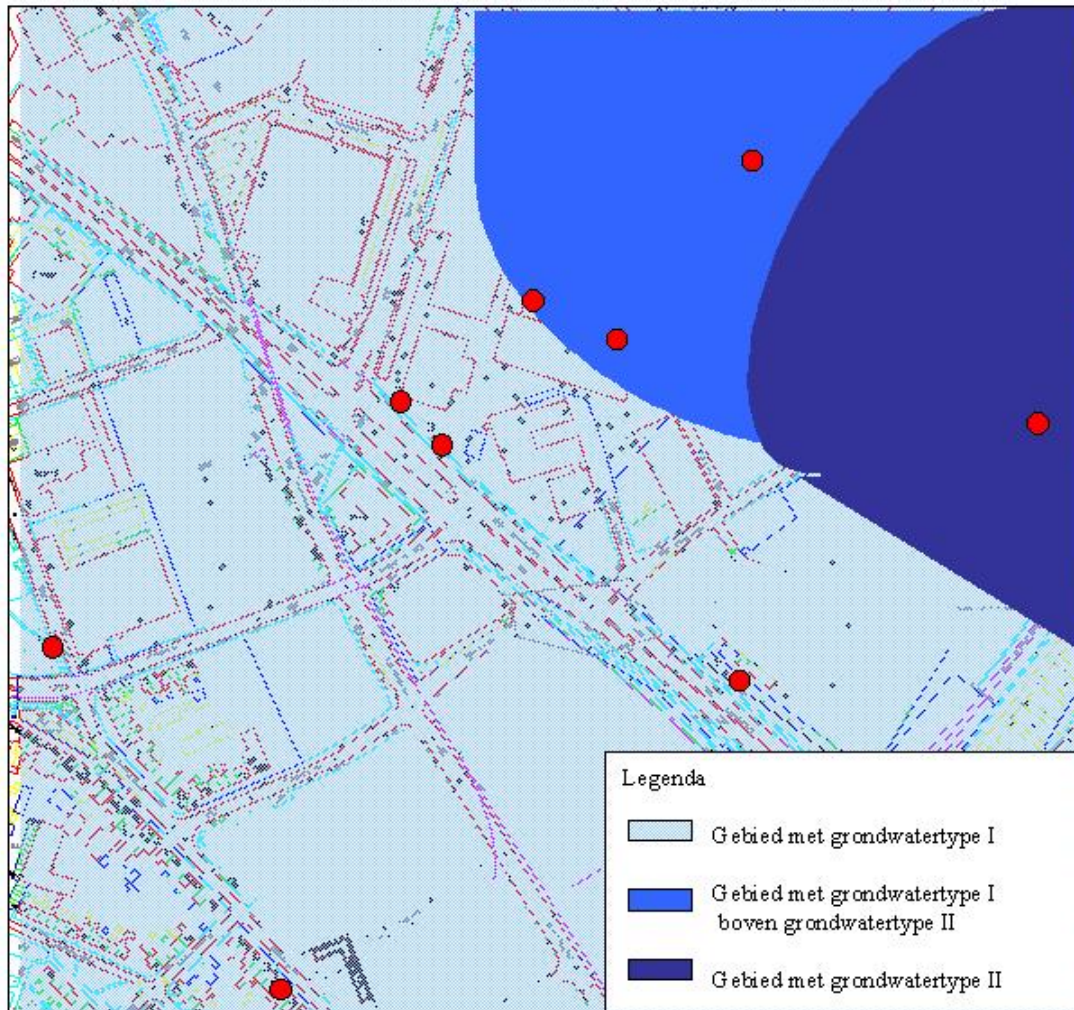 Legenda
Gebied met grondwatertype I
Gebied met grondwatertype I
boven grondwatertype II
Gebied met grondwatertype II